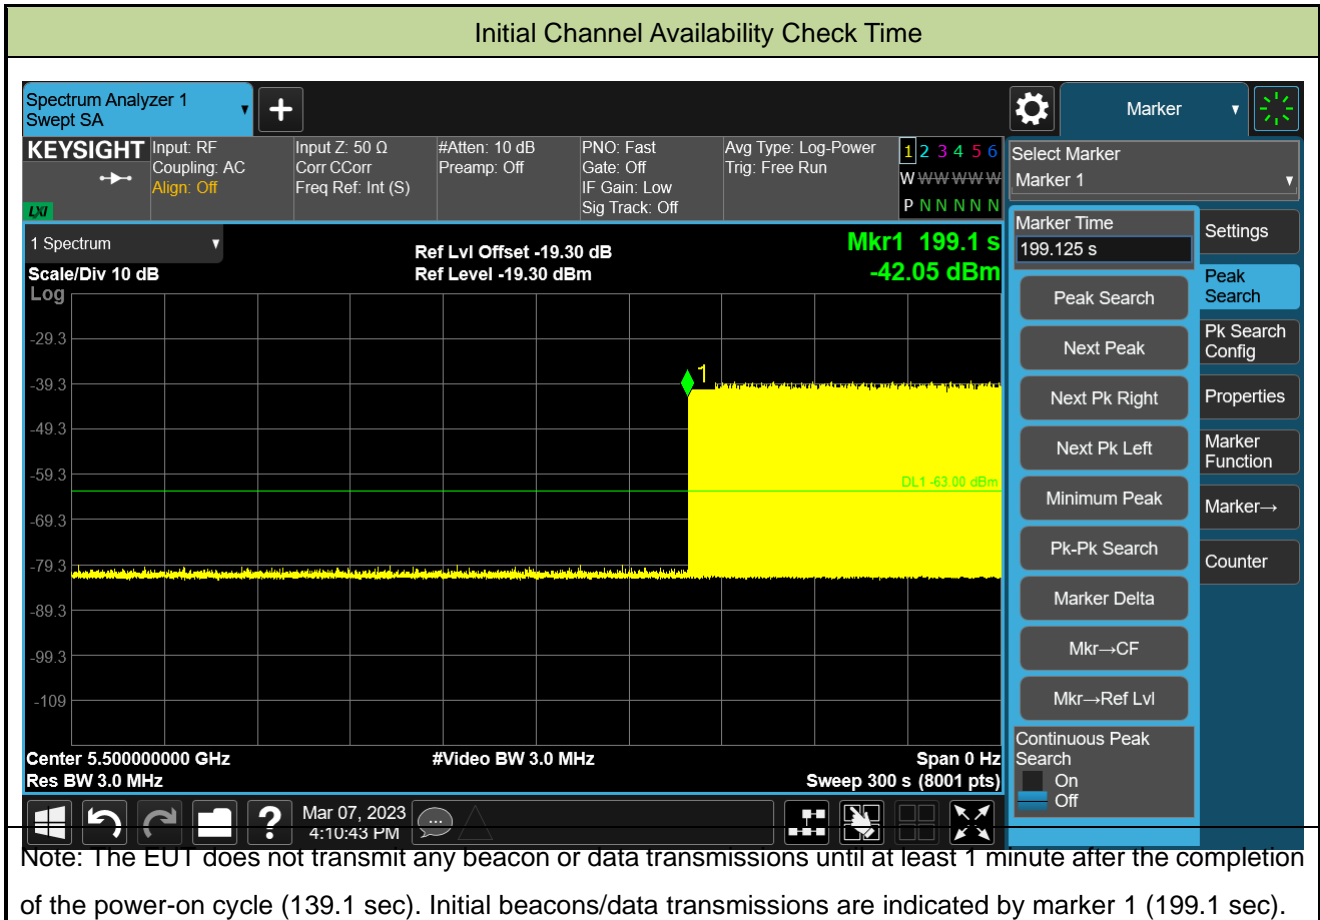 Initial Channel Availability Check Time
Spectrum Analyzer 1
Swept SA
Marker
KEYSIGHT
LXI
Input: RF
Coupling: AC
Align: Off
Input Z: 50 Ω
Corr CCorr
Freq Ref: Int (S)
#Atten: 10 dB
Preamp: Off
PNO: Fast
Gate: Off
IF Gain: Low
Sig Track: Off
Avg Type: Log-Power
Trig: Free Run
1 2 3 4 5 6
W W W W W W
P N N N N N
Select Marker
Marker 1
1 Spectrum
Scale/Div 10 dB
Log
Ref Lvl Offset -19.30 dB
Ref Level -19.30 dBm
Mkr1 199.1 s
-42.05 dBm
-29.3
-39.3
-49.3
-59.3
-69.3
-79.3
-89.3
-99.3
-109
1
DL1 -63.00 dBm
Center 5.500000000 GHz
Res BW 3.0 MHz
#Video BW 3.0 MHz
Span 0 Hz
Sweep 300 s (8001 pts)
Marker Time
199.125 s
Peak Search
Next Peak
Next Pk Right
Next Pk Left
Minimum Peak
Pk-Pk Search
Marker Delta
Mkr→CF
Mkr→Ref Lvl
Continuous Peak
Search
On
Off
Settings
Peak
Search
Pk Search
Config
Properties
Marker
Function
Marker→
Counter
?
Mar 07, 2023
4:10:43 PM
Note: The EUT does not transmit any beacon or data transmissions until at least 1 minute after the completion
of the power-on cycle (139.1 sec). Initial beacons/data transmissions are indicated by marker 1 (199.1 sec).